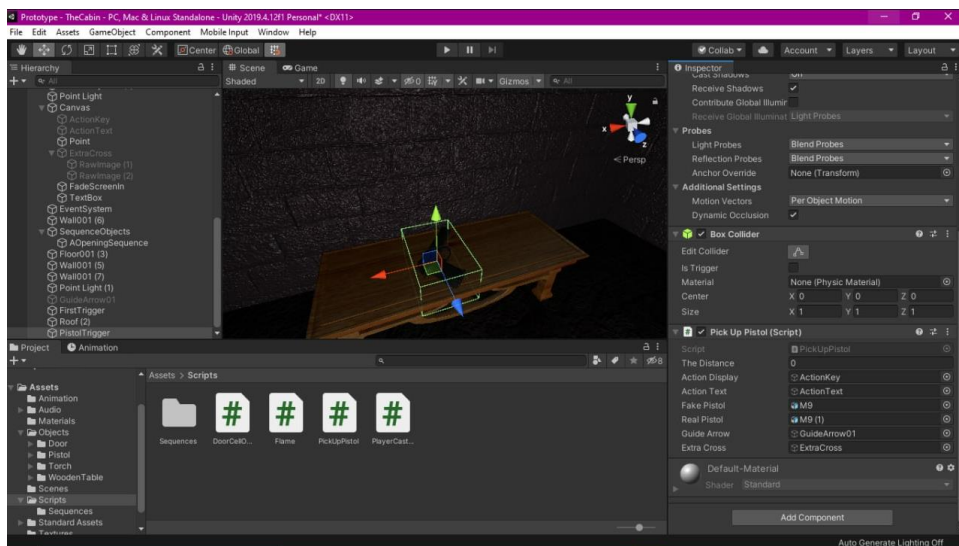 Prototype - TheCabin - PC, Mac & Linux Standalone - Unity 2019.4.12f1 Personal* <DX11>
File Edit Assets GameObject Component Mobile Input Window Help
Center Global Collab Account Layers Layout
Hierarchy
All
Point Light
Canvas
ActionKey
ActionText
Point
ExtraCross
RawImage (1)
RawImage (2)
FadeScreenIn
TextBox
EventSystem
Wall001 (6)
SequenceObjects
AOpeningSequence
Floor001 (3)
Wall001 (5)
Wall001 (7)
Point Light (1)
GuideArrow01
FirstTrigger
Roof (2)
PistolTrigger
Scene Game
Shaded 2D 0 Gizmos All
y
x
z
Persp
Inspector
Cast Shadows On
Receive Shadows
Contribute Global Illumir
Receive Global Illuminat Light Probes
Probes
Light Probes Blend Probes
Reflection Probes Blend Probes
Anchor Override None (Transform)
Additional Settings
Motion Vectors Per Object Motion
Dynamic Occlusion
Box Collider
Edit Collider
Is Trigger
Material None (Physic Material)
Center X 0 Y 0 Z 0
Size X 1 Y 1 Z 1
Pick Up Pistol (Script)
Script PickUpPistol
The Distance 0
Action Display ActionKey
Action Text ActionText
Fake Pistol M9
Real Pistol M9 (1)
Guide Arrow GuideArrow01
Extra Cross ExtraCross
Default-Material
Shader Standard
Add Component
Project Animation
8
Assets > Scripts
Assets
Animation
Audio
Materials
Objects
Door
Pistol
Torch
WoodenTable
Scenes
Scripts
Sequences
Standard Assets
Textures
Sequences DoorCellO... Flame PickUpPistol PlayerCast...
Auto Generate Lighting Off